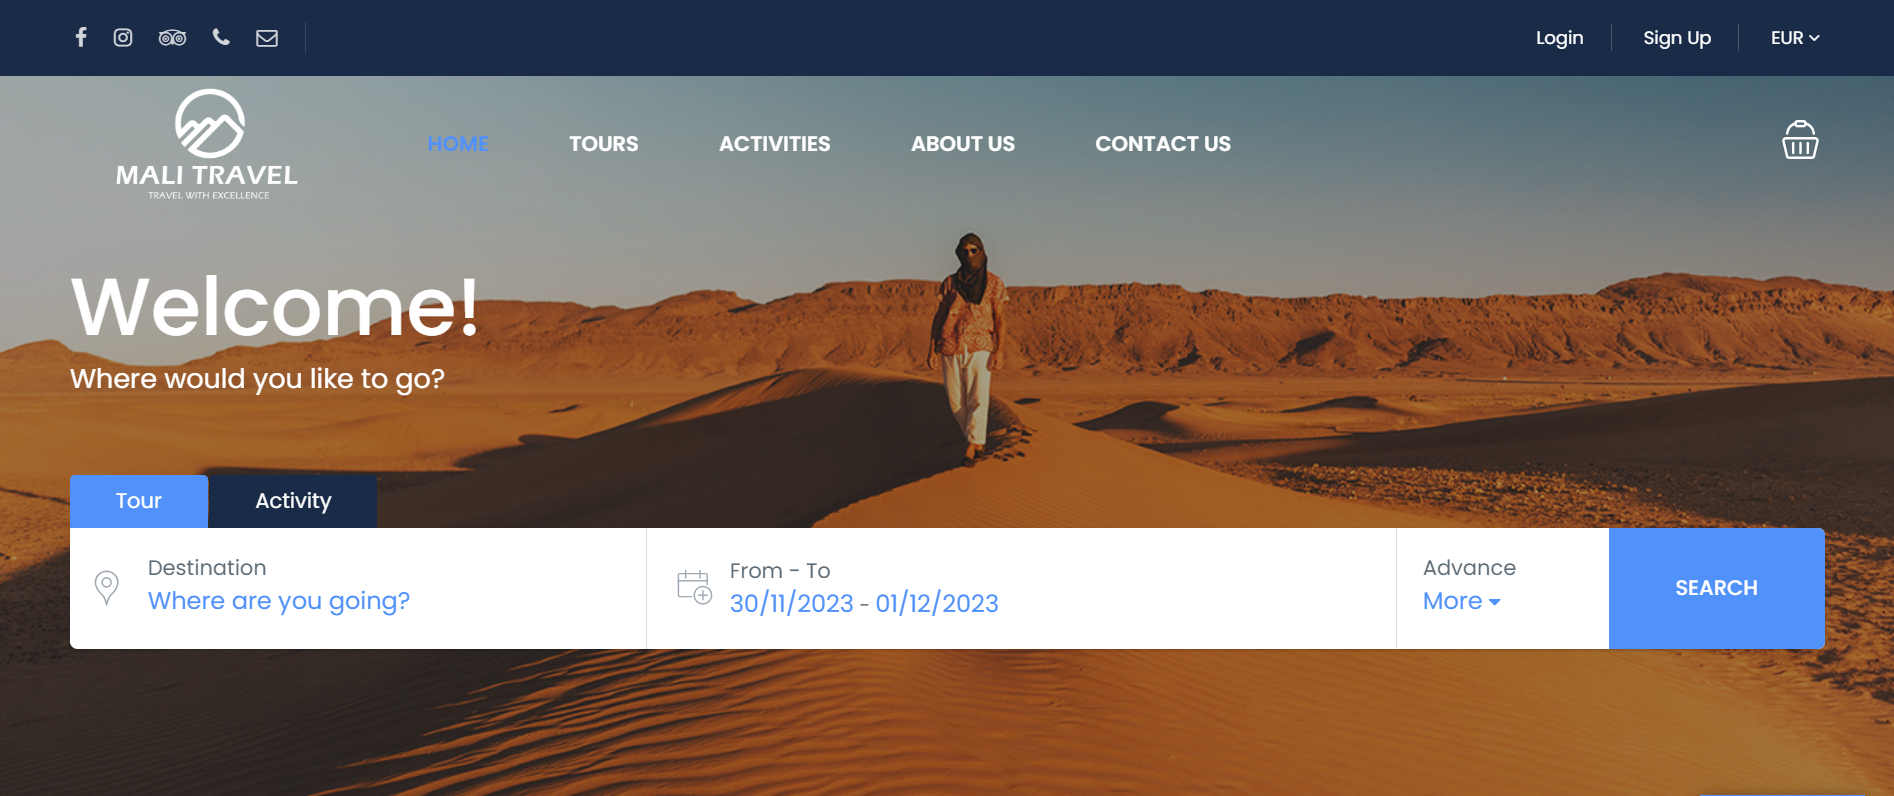 Login
Sign Up
EUR
MALI TRAVEL
TRAVEL WITH EXCELLENCE
HOME
TOURS
ACTIVITIES
ABOUT US
CONTACT US
Welcome!
Where would you like to go?
Tour
Activity
Destination
Where are you going?
From - To
30/11/2023 - 01/12/2023
Advance
More
SEARCH